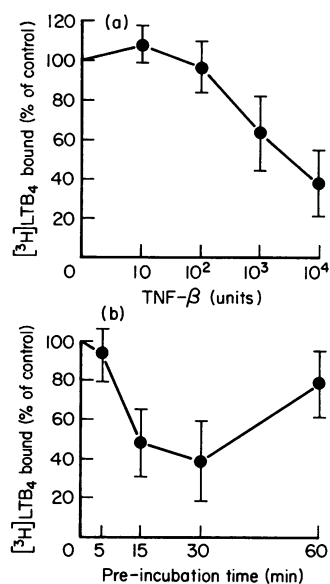 120
(a)
100
80
60
40
20
0
[³H]LTB₄ bound (% of control)
10 10² 10³ 10⁴
TNF-β (units)
(b)
100
80
60
40
20
0
[³H]LTB₄ bound (% of control)
5 15 30 60
Pre-incubation time (min)